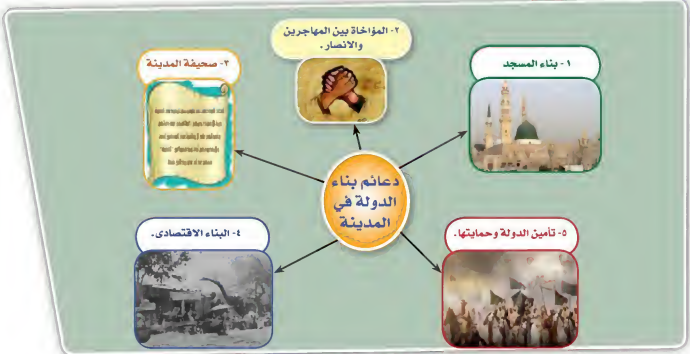 دعائم بناء
الدولة في
المدينة
١- بناء المسجد
٢- المؤاخاة بين المهاجرين
والانصار.
٣- صحيفة المدينة
٤- البناء الاقتصادى.
٥- تأمين الدولة وحمايتها.